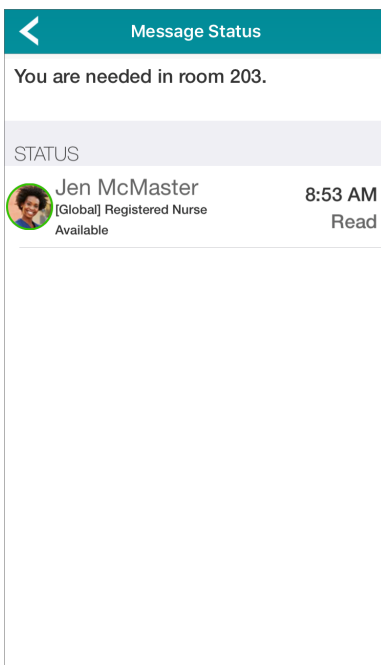 Message Status
You are needed in room 203.
STATUS
Jen McMaster
[Global] Registered Nurse
Available
8:53 AM
Read